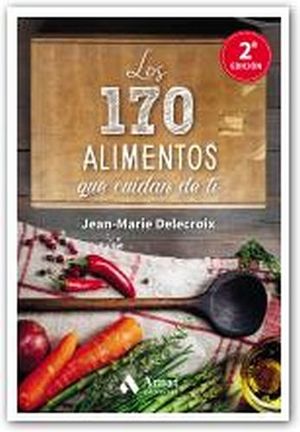 2ª
EDICIÓN
Los
170
ALIMENTOS
que cuidan de ti
Jean-Marie Delecroix
Amat